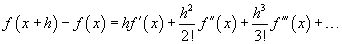 f(x+h) − f(x) = hf′(x) + h²/2! f″(x) + h³/3! f‴(x) + …